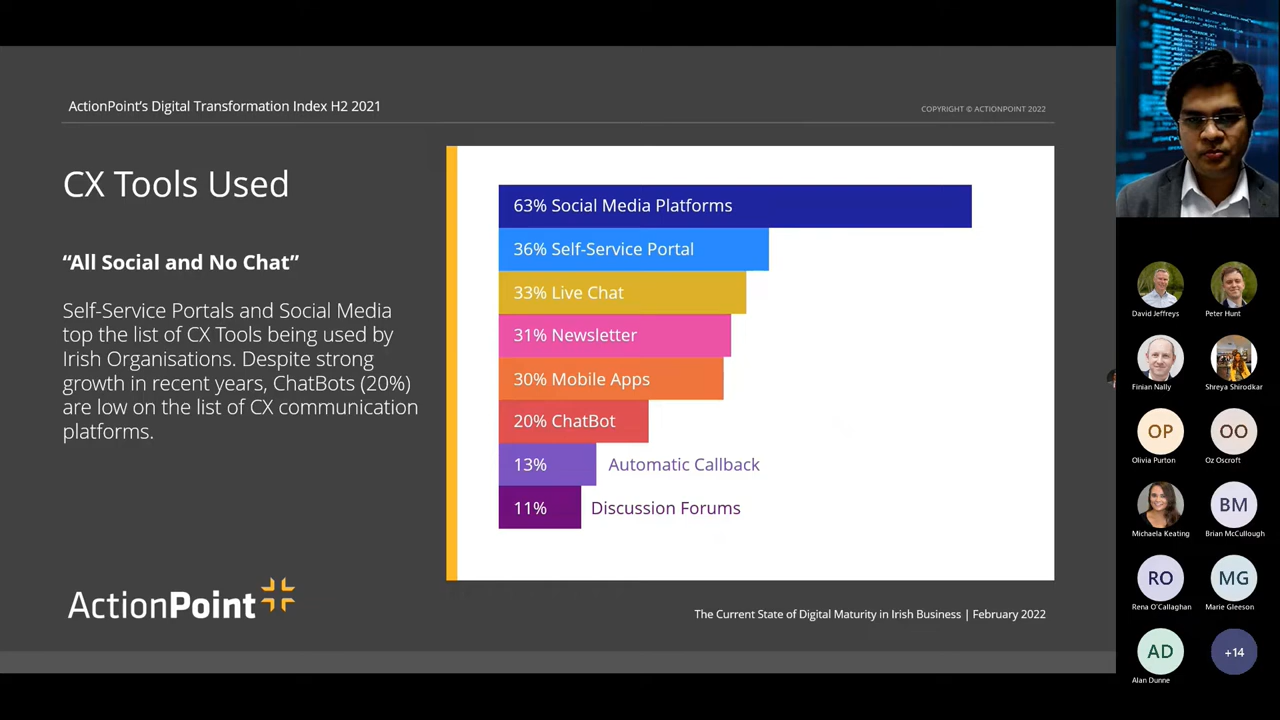 ActionPoint's Digital Transformation Index H2 2021
COPYRIGHT © ACTIONPOINT 2022
CX Tools Used
“All Social and No Chat”
Self-Service Portals and Social Media
top the list of CX Tools being used by
Irish Organisations. Despite strong
growth in recent years, ChatBots (20%)
are low on the list of CX communication
platforms.
63% Social Media Platforms
36% Self-Service Portal
33% Live Chat
31% Newsletter
30% Mobile Apps
20% ChatBot
13% Automatic Callback
11% Discussion Forums
ActionPoint
The Current State of Digital Maturity in Irish Business | February 2022
David Jeffreys
Peter Hunt
Finian Nally
Shreya Shirodkar
OP
OO
Olivia Purton
Oz Oscroft
BM
Michaela Keating
Brian McCullough
RO
MG
Rena O'Callaghan
Marie Gleeson
AD
+14
Alan Dunne